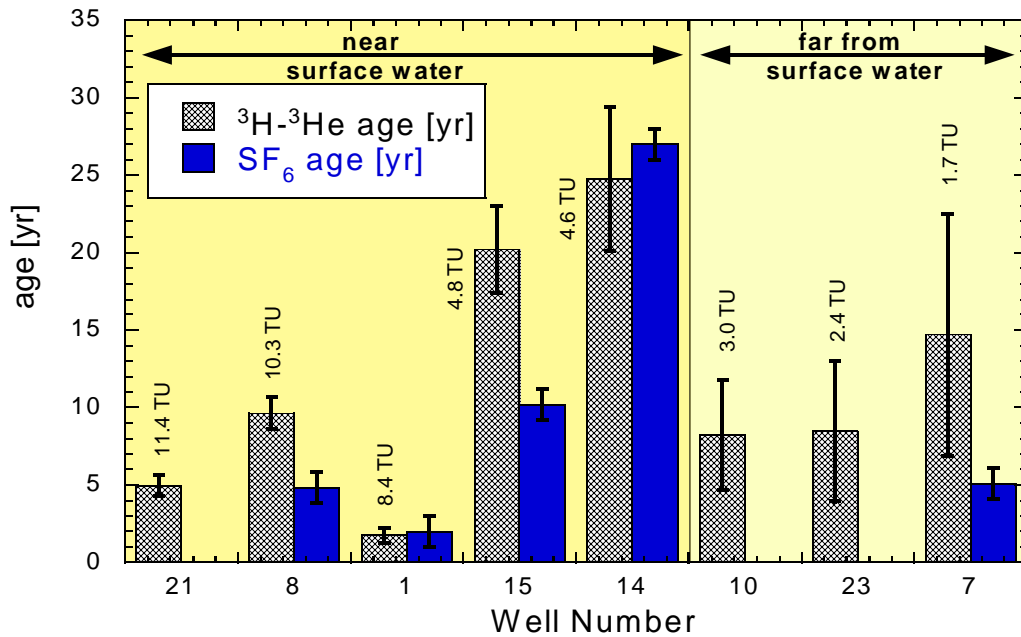 near
surface water
far from
surface water
³H-³He age [yr]
SF₆ age [yr]
age [yr]
35
30
25
20
15
10
5
0
11.4 TU
10.3 TU
8.4 TU
4.8 TU
4.6 TU
3.0 TU
2.4 TU
1.7 TU
21 8 1 15 14 10 23 7
Well Number